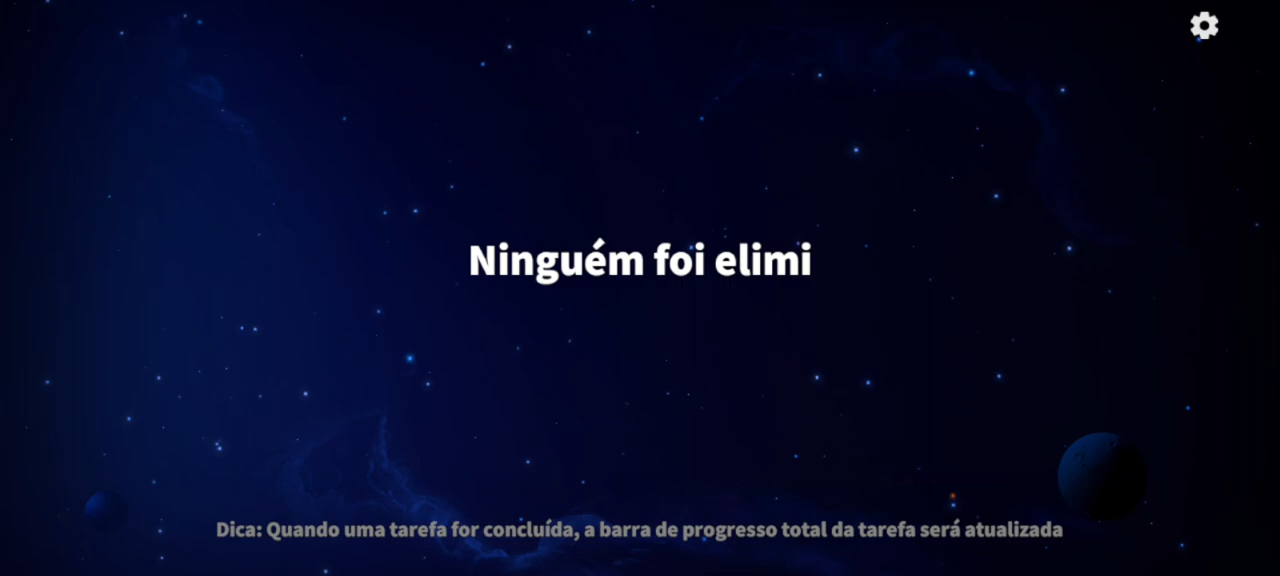 Ninguém foi elimi
Dica: Quando uma tarefa for concluída, a barra de progresso total da tarefa será atualizada